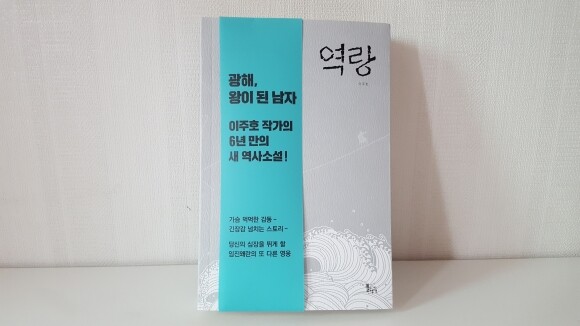 역랑
광해,
왕이 된 남자
이주호 작가의
6년 만의
새 역사소설!
가슴 먹먹한 감동~
긴장감 넘치는 스토리~
당신의 심장을 뛰게 할
임진왜란의 또 다른 영웅